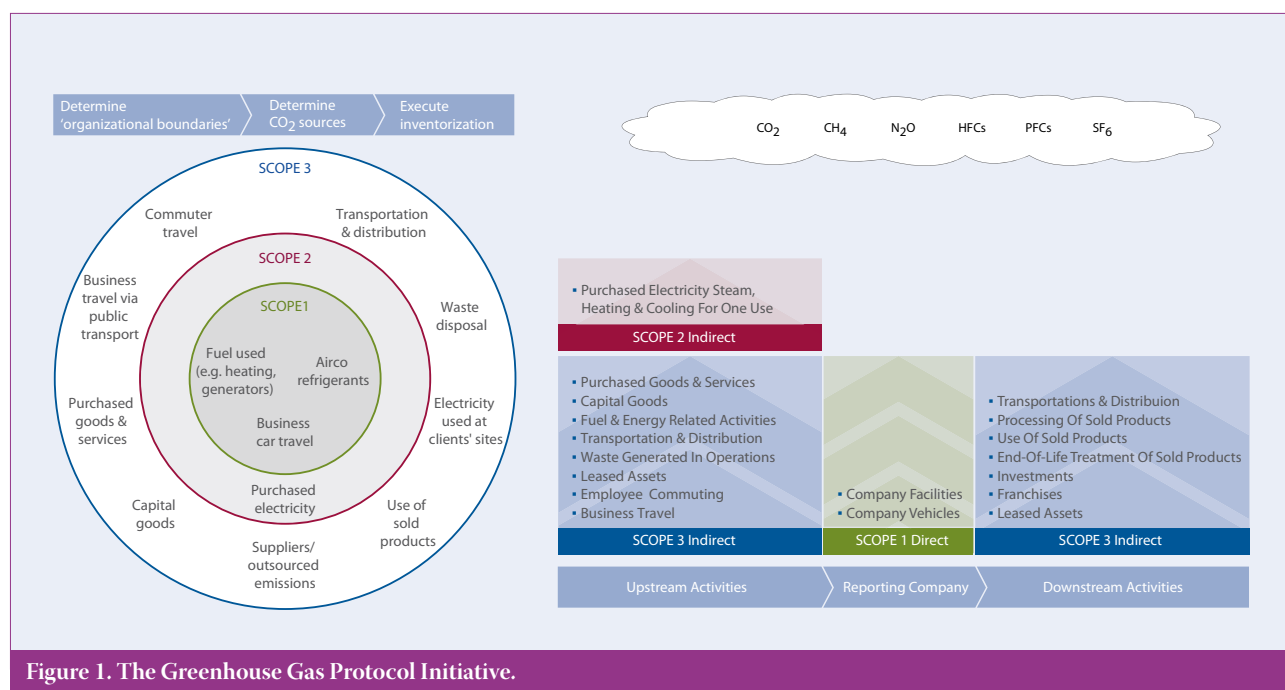 Determine
'organizational boundaries'
Determine
CO2 sources
Execute
inventorization
SCOPE 3
Commuter
travel
Transportation
& distribution
SCOPE 2
Business
travel via
public
transport
SCOPE1
Waste
disposal
Fuel used
(e.g. heating,
generators)
Airco
refrigerants
Purchased
goods &
services
Business
car travel
Electricity
used at
clients' sites
Purchased
electricity
Capital
goods
Use of
sold
products
Suppliers/
outsourced
emissions
CO2 CH4 N2O HFCs PFCs SF6
▪ Purchased Electricity Steam,
Heating & Cooling For One Use
SCOPE 2 Indirect
▪ Purchased Goods & Services
▪ Capital Goods
▪ Fuel & Energy Related Activities
▪ Transportation & Distribution
▪ Waste Generated In Operations
▪ Leased Assets
▪ Employee Commuting
▪ Business Travel
SCOPE 3 Indirect
▪ Company Facilities
▪ Company Vehicles
SCOPE 1 Direct
▪ Transportations & Distribuion
▪ Processing Of Sold Products
▪ Use Of Sold Products
▪ End-Of-Life Treatment Of Sold Products
▪ Investments
▪ Franchises
▪ Leased Assets
SCOPE 3 Indirect
Upstream Activities
Reporting Company
Downstream Activities
Figure 1. The Greenhouse Gas Protocol Initiative.